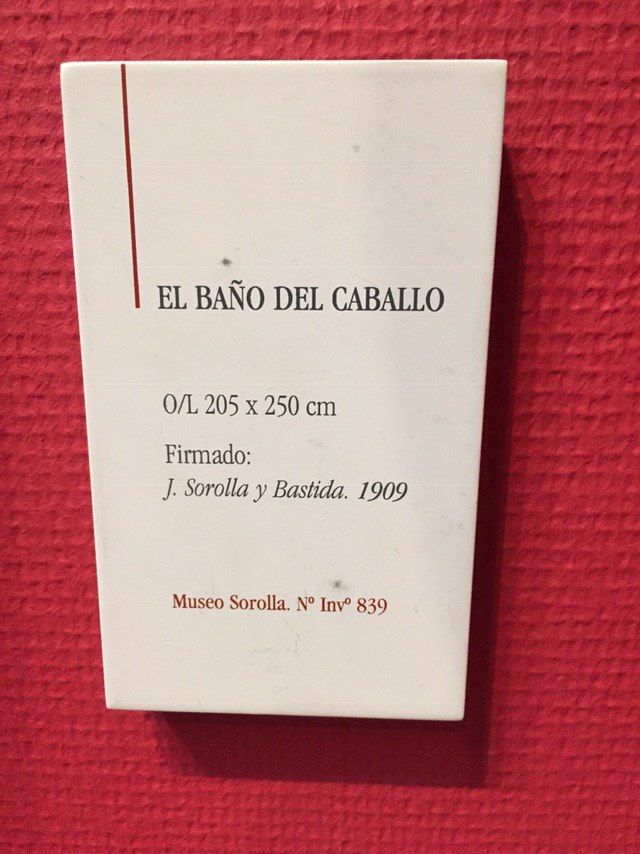 EL BAÑO DEL CABALLO
O/L 205 x 250 cm
Firmado:
J. Sorolla y Bastida. 1909
Museo Sorolla. Nº Invº 839